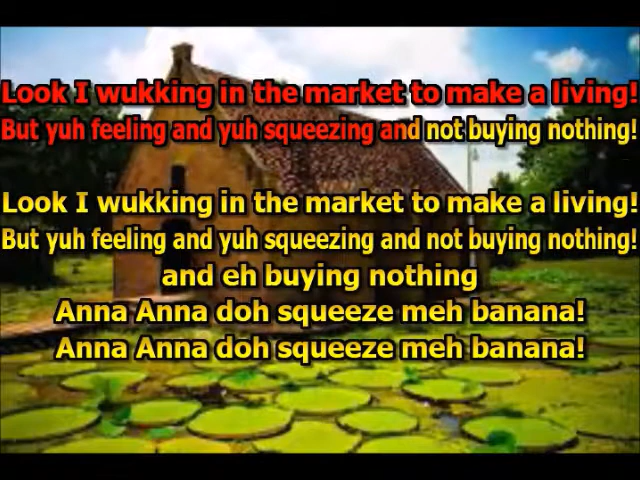 Look I wukking in the market to make a living!
But yuh feeling and yuh squeezing and not buying nothing!
Look I wukking in the market to make a living!
But yuh feeling and yuh squeezing and not buying nothing!
and eh buying nothing
Anna Anna doh squeeze meh banana!
Anna Anna doh squeeze meh banana!